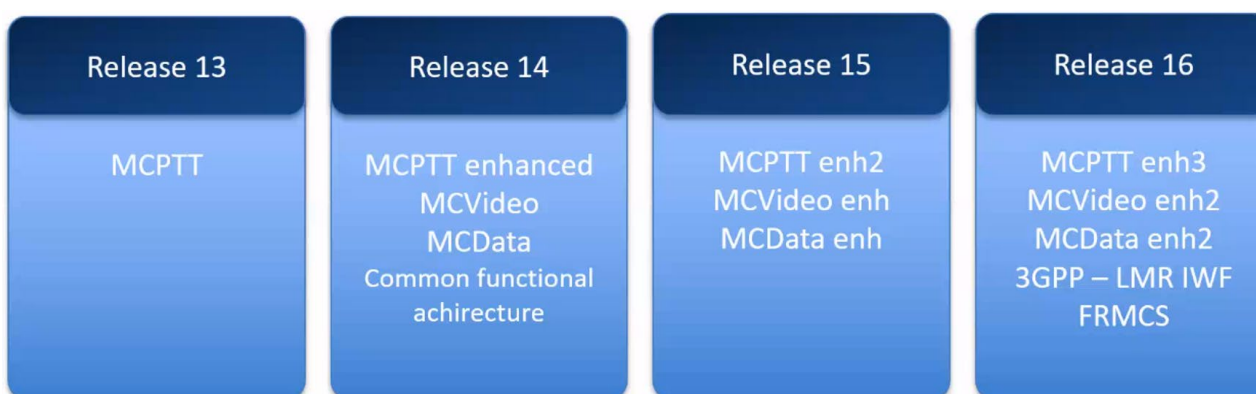 Release 13
MCPTT
Release 14
MCPTT enhanced
MCVideo
MCData
Common functional
achirecture
Release 15
MCPTT enh2
MCVideo enh
MCData enh
Release 16
MCPTT enh3
MCVideo enh2
MCData enh2
3GPP – LMR IWF
FRMCS